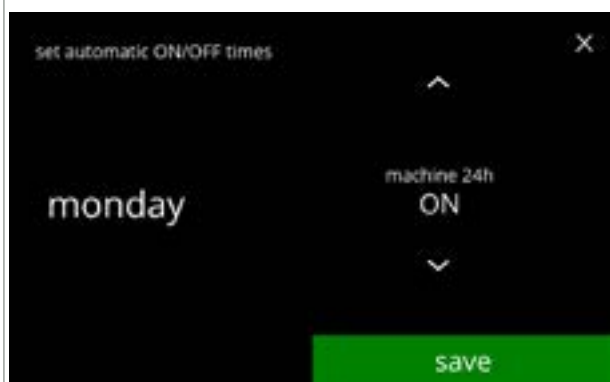 set automatic ON/OFF times
monday
machine 24h
ON
save